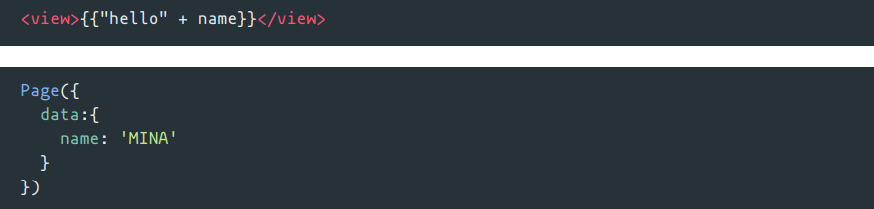 <view>{{"hello" + name}}</view>
Page({
  data:{
    name: 'MINA'
  }
})